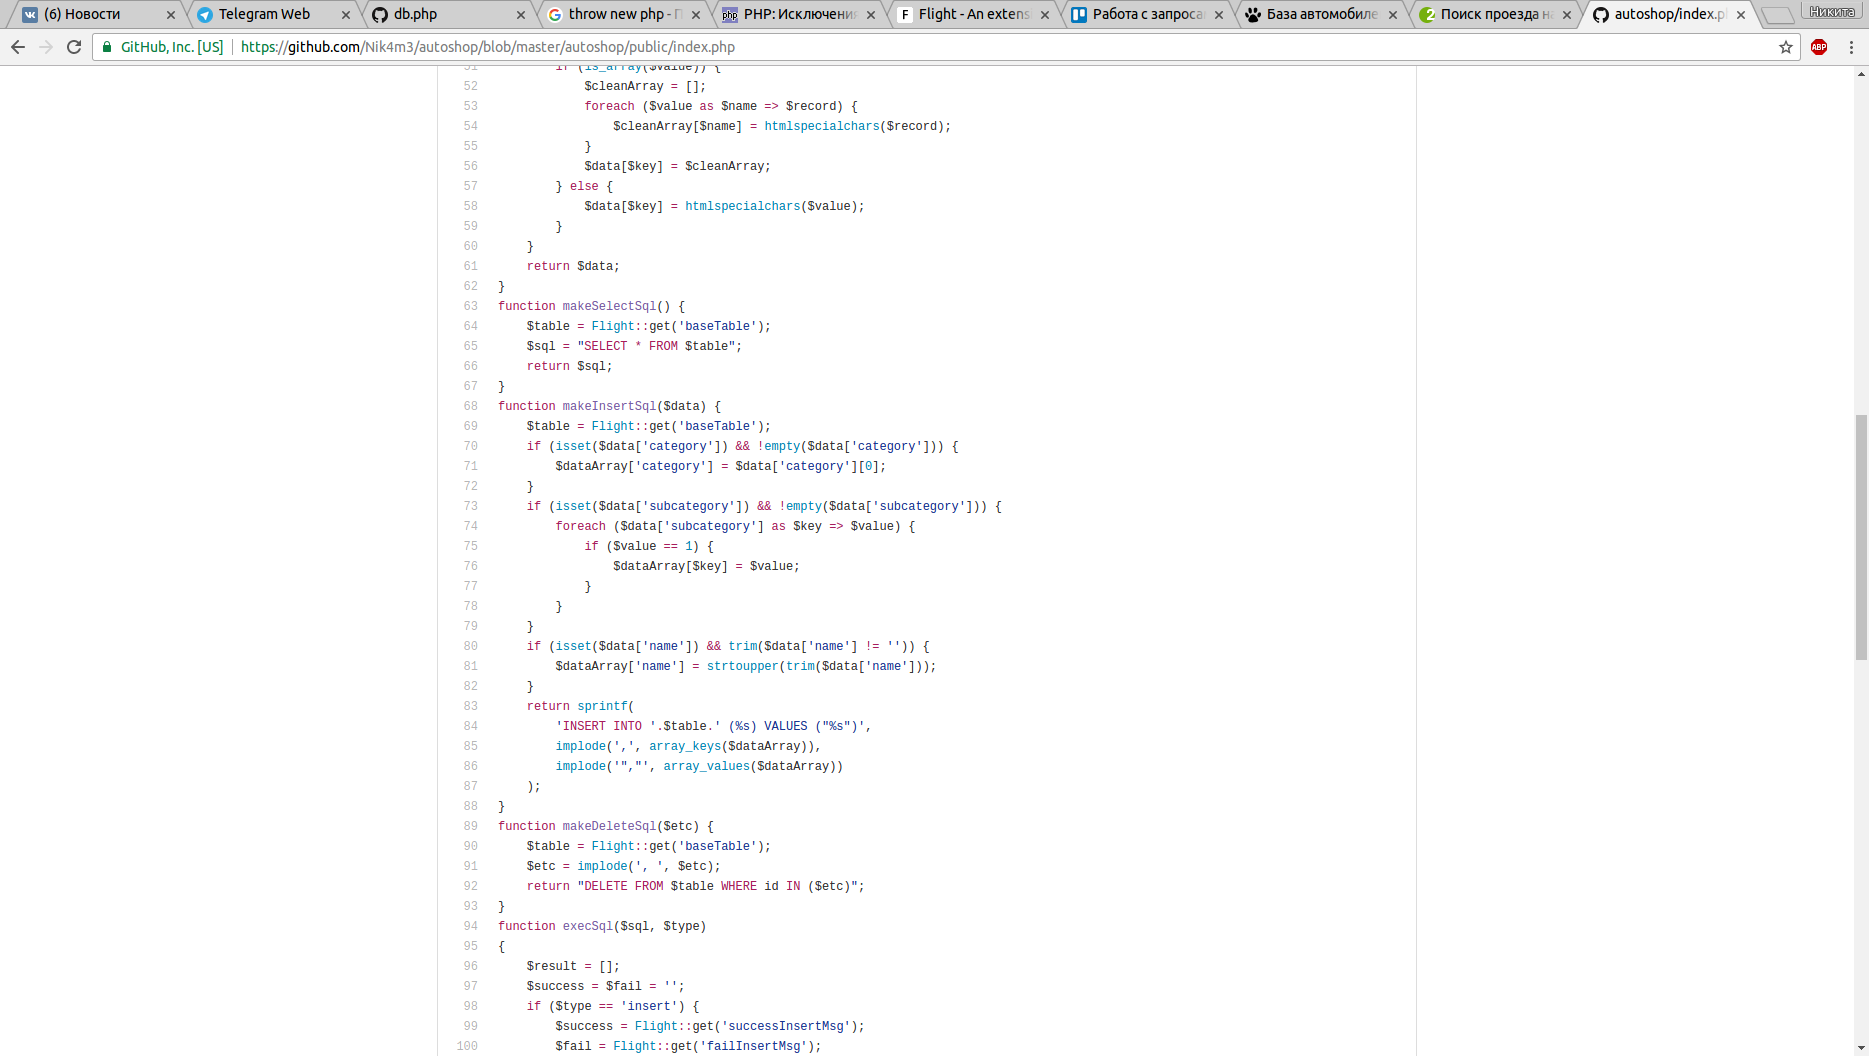 (6) Новости
Telegram Web
db.php
throw new php - П
PHP: Исключения
Flight - An extens
Работа с запроса
База автомобиле
Поиск проезда на
autoshop/index.p
Никита
GitHub, Inc. [US] https://github.com/Nik4m3/autoshop/blob/master/autoshop/public/index.php
ABP
51 if (is_array($value)) {
52 $cleanArray = [];
53 foreach ($value as $name => $record) {
54 $cleanArray[$name] = htmlspecialchars($record);
55 }
56 $data[$key] = $cleanArray;
57 } else {
58 $data[$key] = htmlspecialchars($value);
59 }
60 }
61 return $data;
62 }
63 function makeSelectSql() {
64 $table = Flight::get('baseTable');
65 $sql = "SELECT * FROM $table";
66 return $sql;
67 }
68 function makeInsertSql($data) {
69 $table = Flight::get('baseTable');
70 if (isset($data['category']) && !empty($data['category'])) {
71 $dataArray['category'] = $data['category'][0];
72 }
73 if (isset($data['subcategory']) && !empty($data['subcategory'])) {
74 foreach ($data['subcategory'] as $key => $value) {
75 if ($value == 1) {
76 $dataArray[$key] = $value;
77 }
78 }
79 }
80 if (isset($data['name']) && trim($data['name'] != '')) {
81 $dataArray['name'] = strtoupper(trim($data['name']));
82 }
83 return sprintf(
84 'INSERT INTO '.$table.' (%s) VALUES ("%s")',
85 implode(',', array_keys($dataArray)),
86 implode('","', array_values($dataArray))
87 );
88 }
89 function makeDeleteSql($etc) {
90 $table = Flight::get('baseTable');
91 $etc = implode(', ', $etc);
92 return "DELETE FROM $table WHERE id IN ($etc)";
93 }
94 function execSql($sql, $type)
95 {
96 $result = [];
97 $success = $fail = '';
98 if ($type == 'insert') {
99 $success = Flight::get('successInsertMsg');
100 $fail = Flight::get('failInsertMsg');